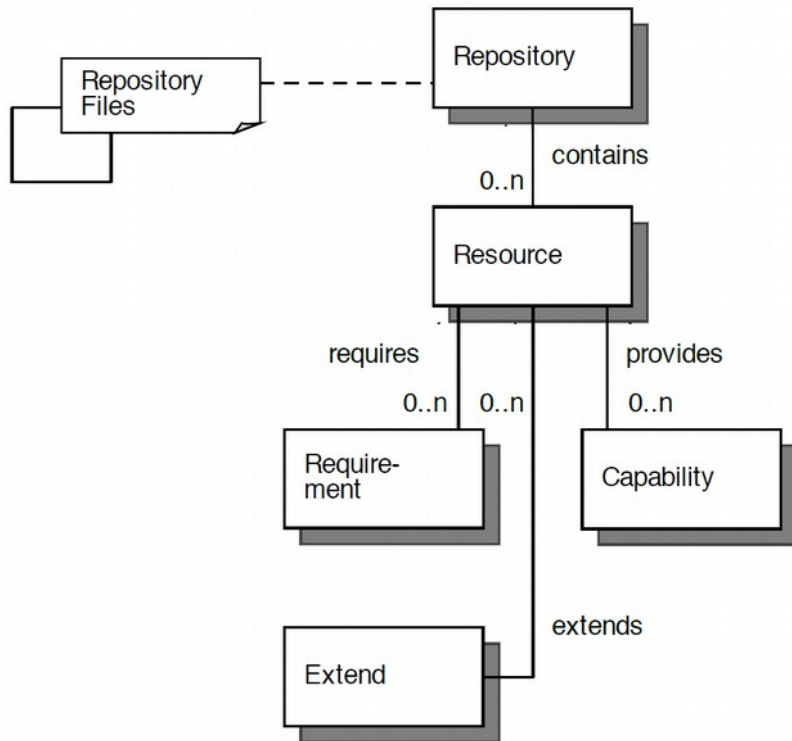 Repository
Repository
Files
contains
0..n
Resource
requires
provides
0..n
0..n
0..n
Require-
ment
Capability
extends
Extend